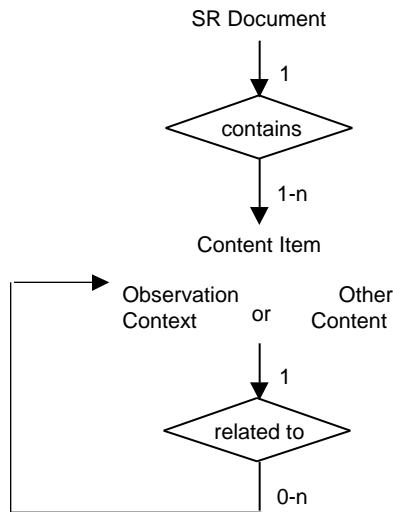 SR Document
1
contains
1-n
Content Item
Observation Context or Other Content
1
related to
0-n